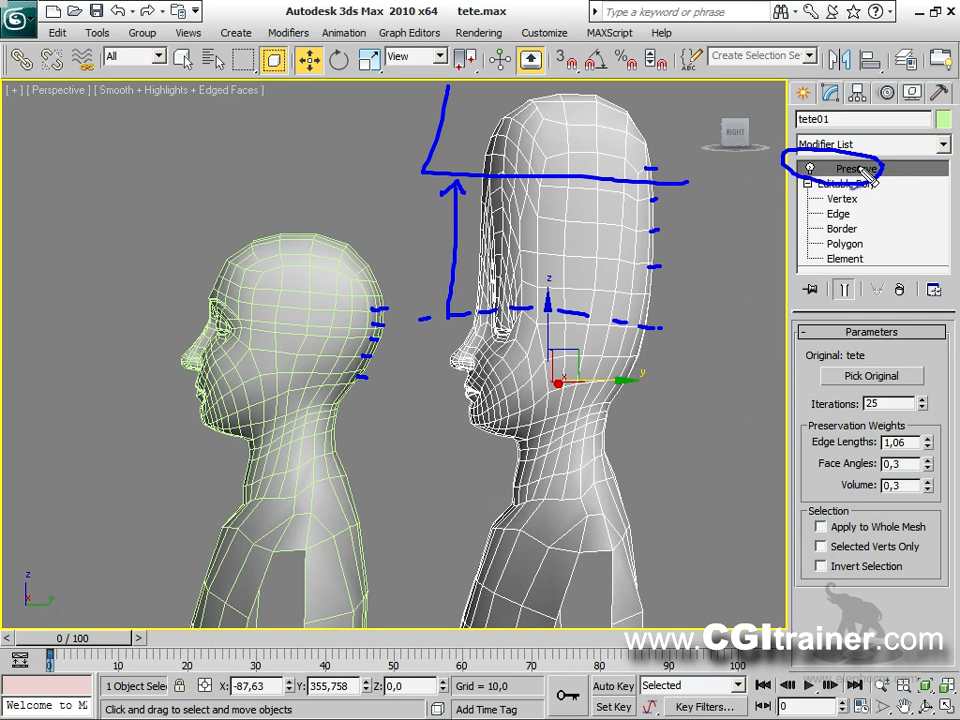 Autodesk 3ds Max 2010 x64 tete.max
Type a keyword or phrase
Edit Tools Group Views Create Modifiers Animation Graph Editors Rendering Customize MAXScript Help
All View 3 Create Selection Se
[ + ] [ Perspective ] [ Smooth + Highlights + Edged Faces ]
RIGHT
tete01
Modifier List
Preserve
Editable Poly
Vertex
Edge
Border
Polygon
Element
Parameters
Original: tete
Pick Original
Iterations: 25
Preservation Weights
Edge Lengths: 1,06
Face Angles: 0,3
Volume: 0,3
Selection
Apply to Whole Mesh
Selected Verts Only
Invert Selection
z
x y
z
x y
www.CGItrainer.com
0 / 100
0 10 20 30 40 50 60 70 80 90 100
1 Object Sele X: -87,63 Y: 355,758 Z: 0,0 Grid = 10,0 Auto Key Selected
Welcome to MA Click and drag to select and move objects Add Time Tag Set Key Key Filters... 0